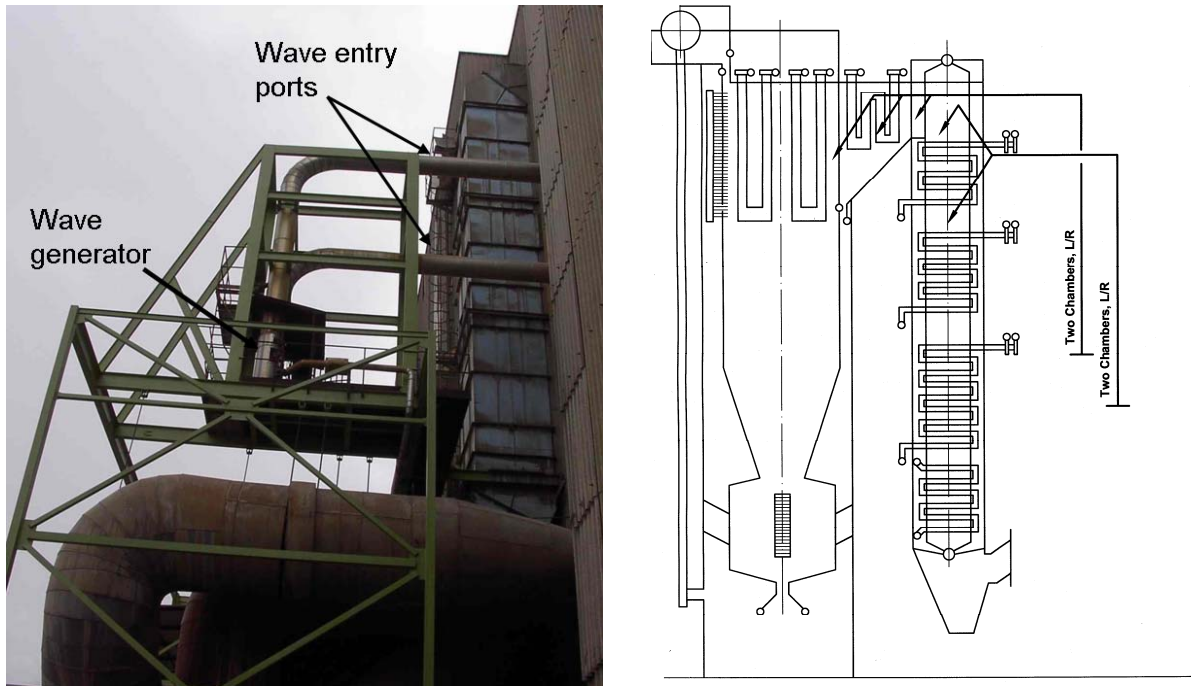 Wave entry
ports
Wave
generator
Two Chambers, L/R
Two Chambers, L/R